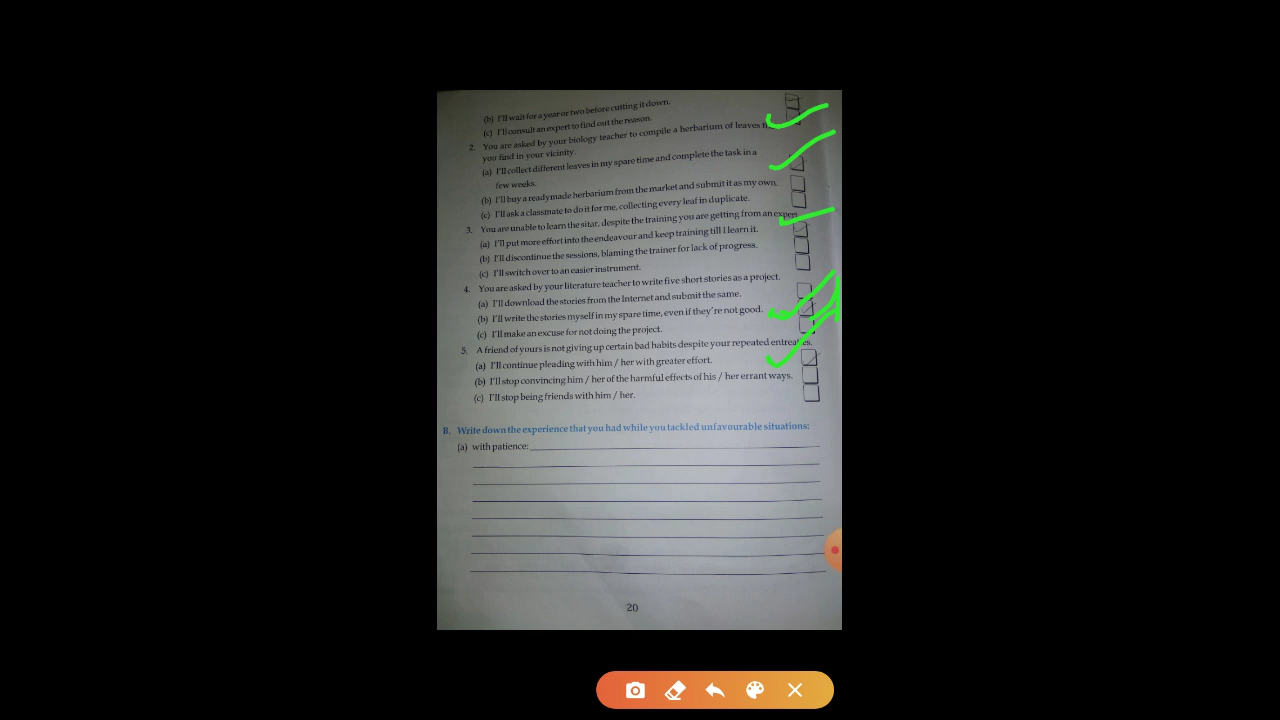 (b) I'll wait for a year or two before cutting it down.
(c) I'll consult an expert to find out the reason.
2. You are asked by your biology teacher to compile a herbarium of leaves
you find in your vicinity.
(a) I'll collect different leaves in my spare time and complete the task in a
few weeks.
(b) I'll buy a readymade herbarium from the market and submit it as my own.
(c) I'll ask a classmate to do it for me, collecting every leaf in duplicate.
3. You are unable to learn the sitar, despite the training you are getting from an expert.
(a) I'll put more effort into the endeavour and keep training till I learn it.
(b) I'll discontinue the sessions, blaming the trainer for lack of progress.
(c) I'll switch over to an easier instrument.
4. You are asked by your literature teacher to write five short stories as a project.
(a) I'll download the stories from the Internet and submit the same.
(b) I'll write the stories myself in my spare time, even if they're not good.
(c) I'll make an excuse for not doing the project.
5. A friend of yours is not giving up certain bad habits despite your repeated entreaties.
(a) I'll continue pleading with him / her with greater effort.
(b) I'll stop convincing him / her of the harmful effects of his / her errant ways.
(c) I'll stop being friends with him / her.
B. Write down the experience that you had while you tackled unfavourable situations:
(a) with patience:
20